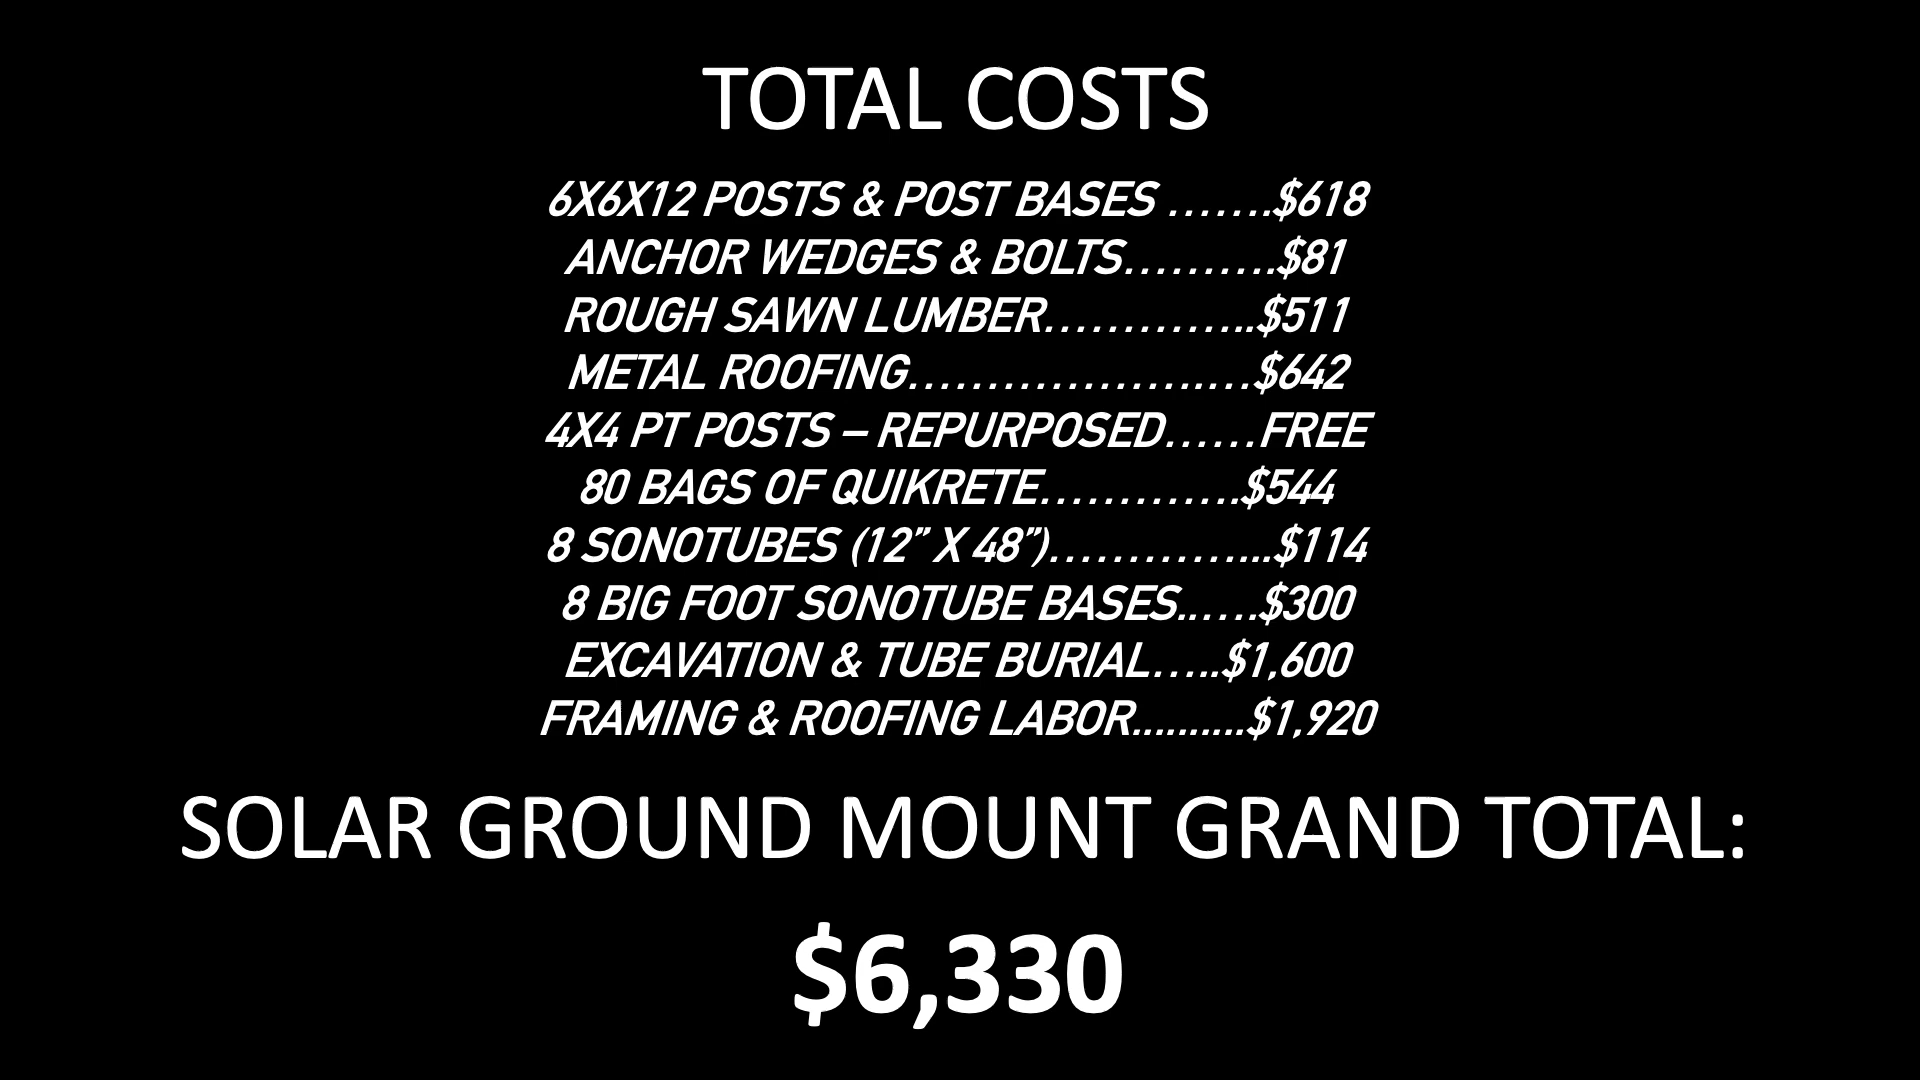 TOTAL COSTS
6X6X12 POSTS & POST BASES …….$618
ANCHOR WEDGES & BOLTS……….$81
ROUGH SAWN LUMBER…………..$511
METAL ROOFING……………….…$642
4X4 PT POSTS – REPURPOSED……FREE
80 BAGS OF QUIKRETE………….$544
8 SONOTUBES (12” X 48”)…………...$114
8 BIG FOOT SONOTUBE BASES..….$300
EXCAVATION & TUBE BURIAL…..$1,600
FRAMING & ROOFING LABOR..........$1,920
SOLAR GROUND MOUNT GRAND TOTAL:
$6,330